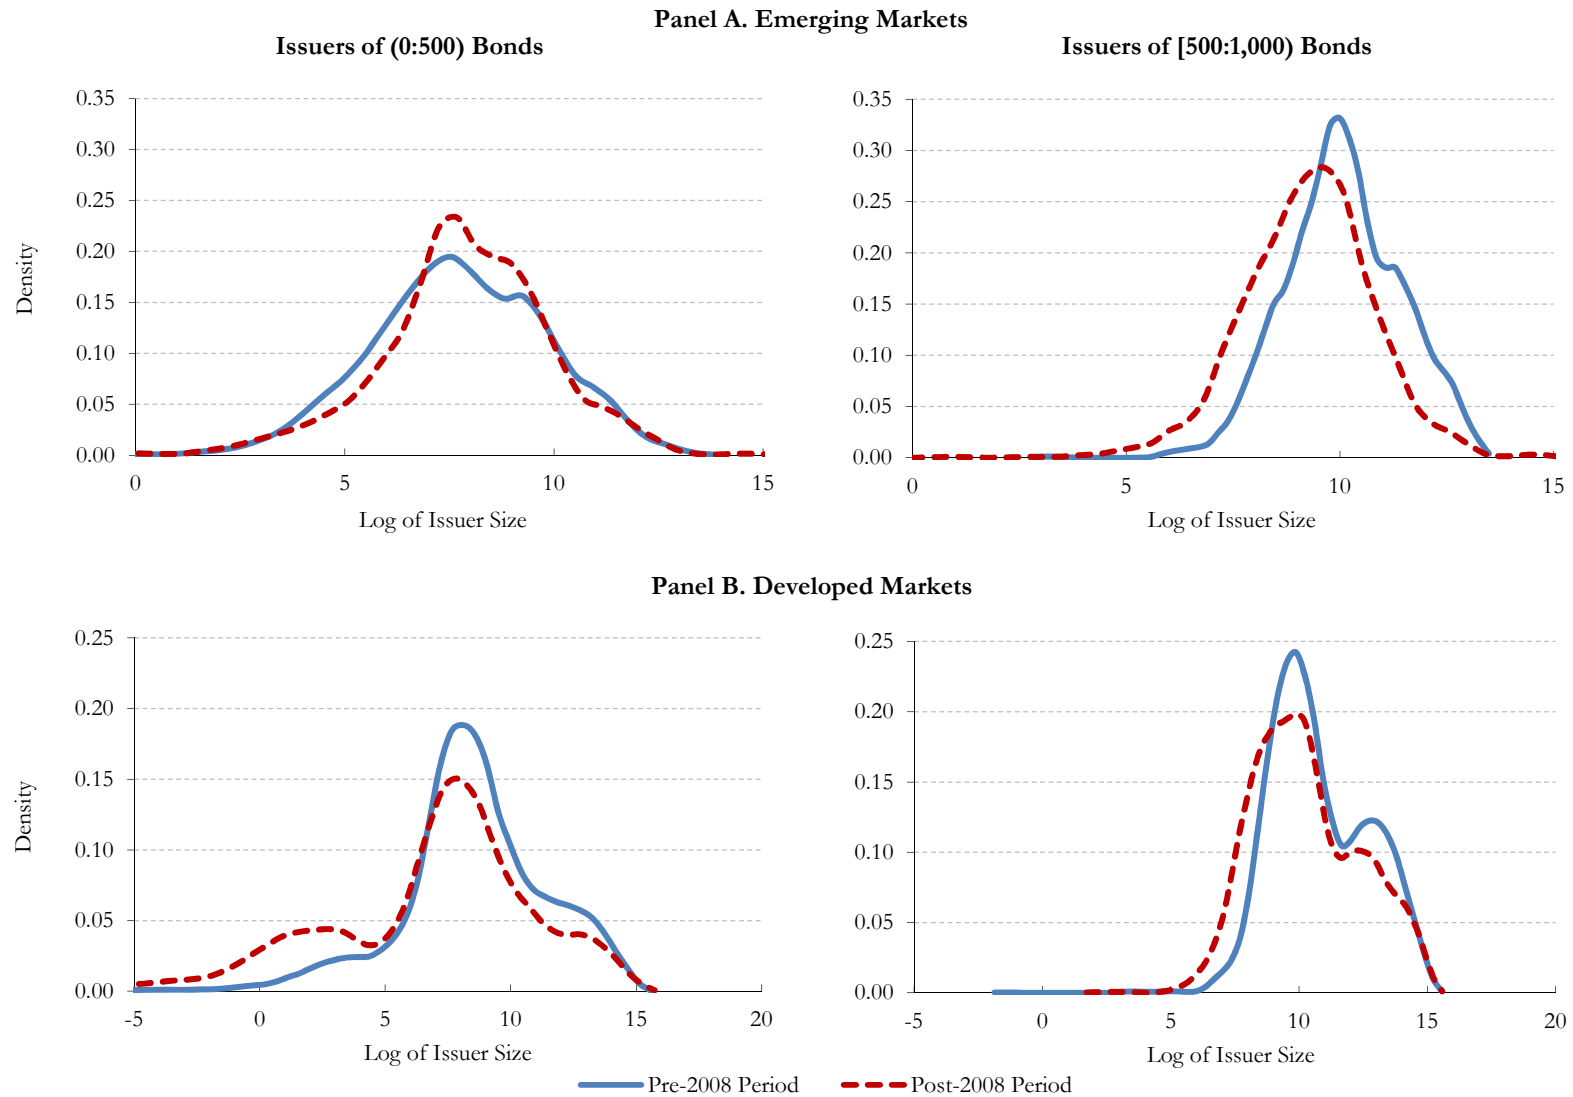 Panel A. Emerging Markets
Issuers of (0:500) Bonds
Issuers of [500:1,000) Bonds
0.35
0.30
0.25
0.20
0.15
0.10
0.05
0.00
Density
0 5 10 15
Log of Issuer Size
0.35
0.30
0.25
0.20
0.15
0.10
0.05
0.00
0 5 10 15
Log of Issuer Size
Panel B. Developed Markets
0.25
0.20
0.15
0.10
0.05
0.00
Density
-5 0 5 10 15 20
Log of Issuer Size
0.25
0.20
0.15
0.10
0.05
0.00
-5 0 5 10 15 20
Log of Issuer Size
Pre-2008 Period
Post-2008 Period